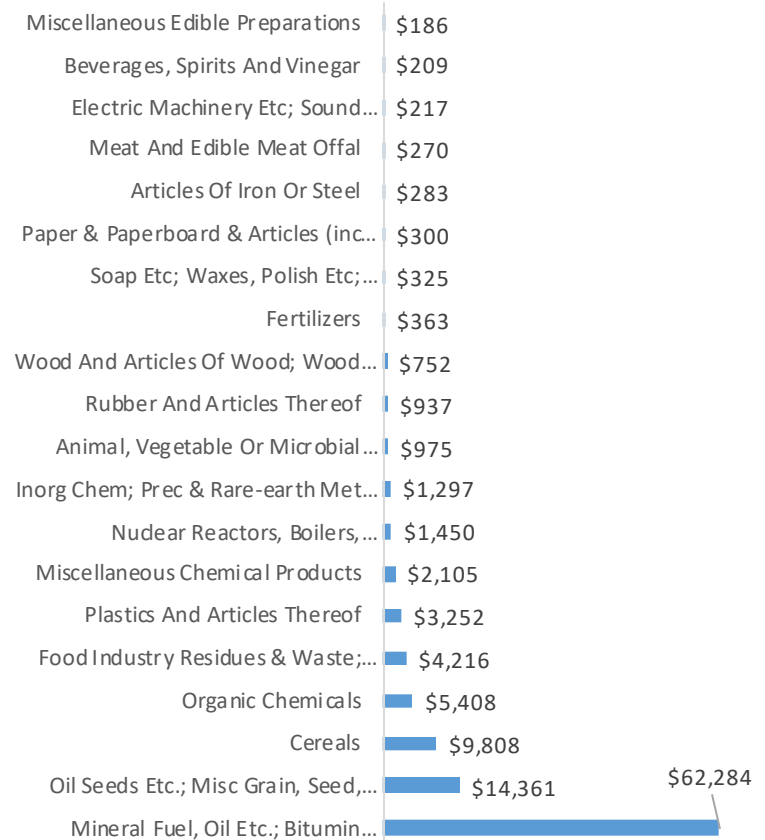 Miscellaneous Edible Preparations $186
Beverages, Spirits And Vinegar $209
Electric Machinery Etc; Sound... $217
Meat And Edible Meat Offal $270
Articles Of Iron Or Steel $283
Paper & Paperboard & Articles (inc... $300
Soap Etc; Waxes, Polish Etc;... $325
Fertilizers $363
Wood And Articles Of Wood; Wood... $752
Rubber And Articles Thereof $937
Animal, Vegetable Or Microbial... $975
Inorg Chem; Prec & Rare-earth Met... $1,297
Nuclear Reactors, Boilers,... $1,450
Miscellaneous Chemical Products $2,105
Plastics And Articles Thereof $3,252
Food Industry Residues & Waste;... $4,216
Organic Chemicals $5,408
Cereals $9,808
Oil Seeds Etc.; Misc Grain, Seed,... $14,361
Mineral Fuel, Oil Etc.; Bitumin... $62,284